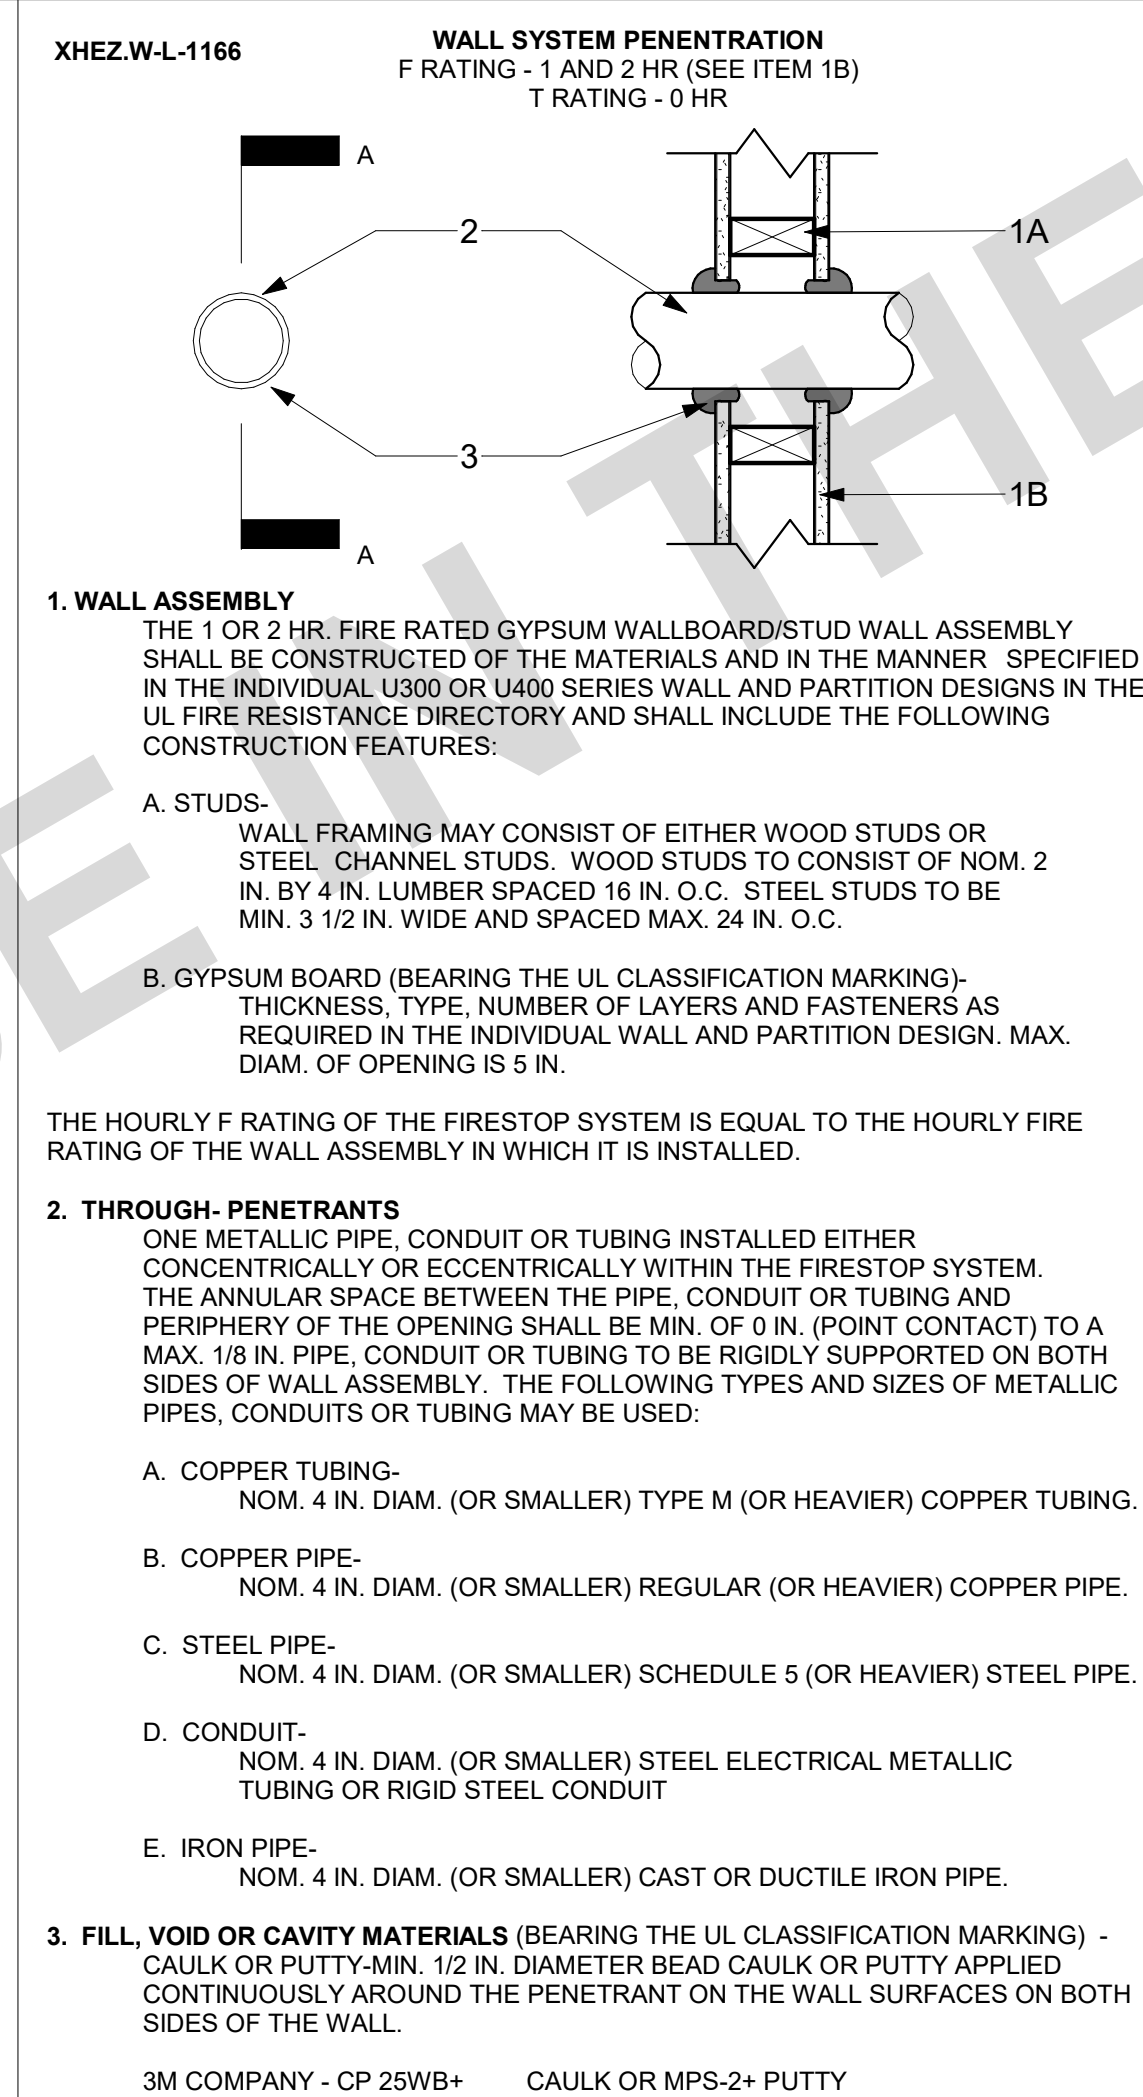 XHEZ.W-L-1166
WALL SYSTEM PENENTRATION
F RATING - 1 AND 2 HR (SEE ITEM 1B)
T RATING - 0 HR
A
2
1A
3
1B
A
1. WALL ASSEMBLY
THE 1 OR 2 HR. FIRE RATED GYPSUM WALLBOARD/STUD WALL ASSEMBLY
SHALL BE CONSTRUCTED OF THE MATERIALS AND IN THE MANNER SPECIFIED
IN THE INDIVIDUAL U300 OR U400 SERIES WALL AND PARTITION DESIGNS IN THE
UL FIRE RESISTANCE DIRECTORY AND SHALL INCLUDE THE FOLLOWING
CONSTRUCTION FEATURES:
A. STUDS-
WALL FRAMING MAY CONSIST OF EITHER WOOD STUDS OR
STEEL CHANNEL STUDS. WOOD STUDS TO CONSIST OF NOM. 2
IN. BY 4 IN. LUMBER SPACED 16 IN. O.C. STEEL STUDS TO BE
MIN. 3 1/2 IN. WIDE AND SPACED MAX. 24 IN. O.C.
B. GYPSUM BOARD (BEARING THE UL CLASSIFICATION MARKING)-
THICKNESS, TYPE, NUMBER OF LAYERS AND FASTENERS AS
REQUIRED IN THE INDIVIDUAL WALL AND PARTITION DESIGN. MAX.
DIAM. OF OPENING IS 5 IN.
THE HOURLY F RATING OF THE FIRESTOP SYSTEM IS EQUAL TO THE HOURLY FIRE
RATING OF THE WALL ASSEMBLY IN WHICH IT IS INSTALLED.
2. THROUGH- PENETRANTS
ONE METALLIC PIPE, CONDUIT OR TUBING INSTALLED EITHER
CONCENTRICALLY OR ECCENTRICALLY WITHIN THE FIRESTOP SYSTEM.
THE ANNULAR SPACE BETWEEN THE PIPE, CONDUIT OR TUBING AND
PERIPHERY OF THE OPENING SHALL BE MIN. OF 0 IN. (POINT CONTACT) TO A
MAX. 1/8 IN. PIPE, CONDUIT OR TUBING TO BE RIGIDLY SUPPORTED ON BOTH
SIDES OF WALL ASSEMBLY. THE FOLLOWING TYPES AND SIZES OF METALLIC
PIPES, CONDUITS OR TUBING MAY BE USED:
A. COPPER TUBING-
NOM. 4 IN. DIAM. (OR SMALLER) TYPE M (OR HEAVIER) COPPER TUBING.
B. COPPER PIPE-
NOM. 4 IN. DIAM. (OR SMALLER) REGULAR (OR HEAVIER) COPPER PIPE.
C. STEEL PIPE-
NOM. 4 IN. DIAM. (OR SMALLER) SCHEDULE 5 (OR HEAVIER) STEEL PIPE.
D. CONDUIT-
NOM. 4 IN. DIAM. (OR SMALLER) STEEL ELECTRICAL METALLIC
TUBING OR RIGID STEEL CONDUIT
E. IRON PIPE-
NOM. 4 IN. DIAM. (OR SMALLER) CAST OR DUCTILE IRON PIPE.
3. FILL, VOID OR CAVITY MATERIALS (BEARING THE UL CLASSIFICATION MARKING) -
CAULK OR PUTTY-MIN. 1/2 IN. DIAMETER BEAD CAULK OR PUTTY APPLIED
CONTINUOUSLY AROUND THE PENETRANT ON THE WALL SURFACES ON BOTH
SIDES OF THE WALL.
3M COMPANY - CP 25WB+ CAULK OR MPS-2+ PUTTY
IN THE